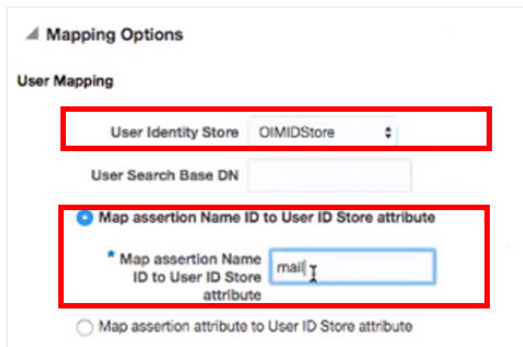 Mapping Options
User Mapping
User Identity Store OIMIDStore
User Search Base DN
Map assertion Name ID to User ID Store attribute
* Map assertion Name
ID to User ID Store
attribute
mail
Map assertion attribute to User ID Store attribute